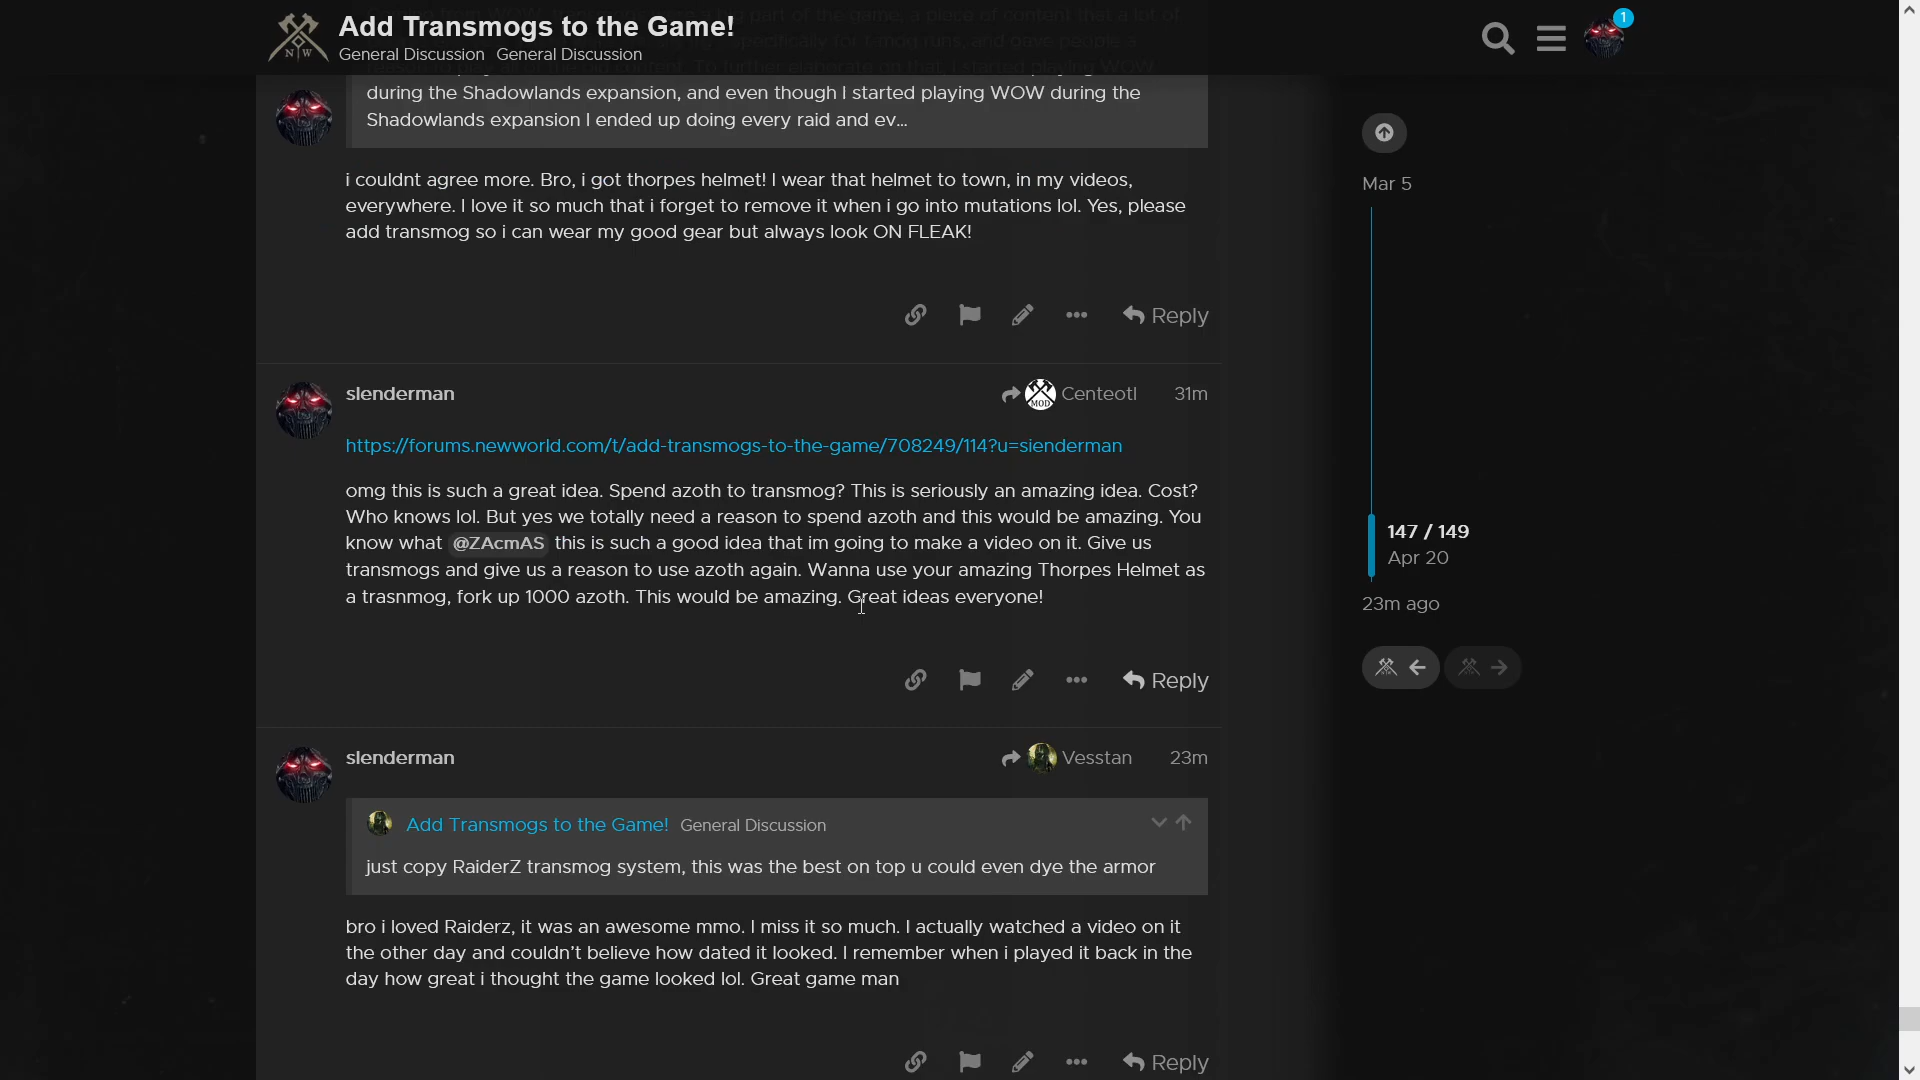 Add Transmogs to the Game!
General Discussion General Discussion
NW
1
during the Shadowlands expansion, and even though I started playing WOW during the
Shadowlands expansion I ended up doing every raid and ev...
i couldnt agree more. Bro, i got thorpes helmet! I wear that helmet to town, in my videos,
everywhere. I love it so much that i forget to remove it when i go into mutations lol. Yes, please
add transmog so i can wear my good gear but always look ON FLEAK!
Reply
slenderman
MOD Centeotl 31m
https://forums.newworld.com/t/add-transmogs-to-the-game/708249/114?u=slenderman
omg this is such a great idea. Spend azoth to transmog? This is seriously an amazing idea. Cost?
Who knows lol. But yes we totally need a reason to spend azoth and this would be amazing. You
know what @ZAcmAS this is such a good idea that im going to make a video on it. Give us
transmogs and give us a reason to use azoth again. Wanna use your amazing Thorpes Helmet as
a trasnmog, fork up 1000 azoth. This would be amazing. Great ideas everyone!
Reply
slenderman
Vesstan 23m
Add Transmogs to the Game! General Discussion
just copy RaiderZ transmog system, this was the best on top u could even dye the armor
bro i loved Raiderz, it was an awesome mmo. I miss it so much. I actually watched a video on it
the other day and couldn't believe how dated it looked. I remember when i played it back in the
day how great i thought the game looked lol. Great game man
Reply
Mar 5
147 / 149
Apr 20
23m ago